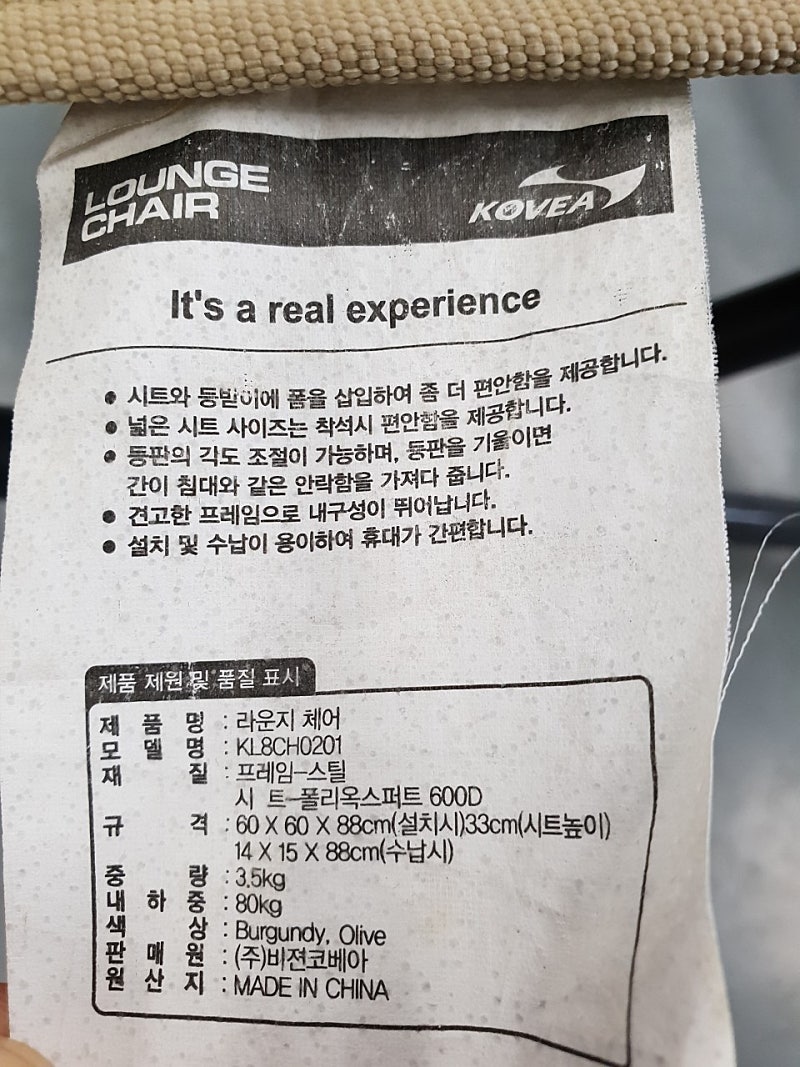 LOUNGE
CHAIR
KOVEA
It's a real experience
● 시트와 등받이에 폼을 삽입하여 좀 더 편안함을 제공합니다.
● 넓은 시트 사이즈는 착석시 편안함을 제공합니다.
● 등판의 각도 조절이 가능하며, 등판을 기울이면
간이 침대와 같은 안락함을 가져다 줍니다.
● 견고한 프레임으로 내구성이 뛰어납니다.
● 설치 및 수납이 용이하여 휴대가 간편합니다.
제품 제원 및 품질 표시
제 품 명 : 라운지 체어
모 델 명 : KL8CH0201
재 질 : 프레임-스틸
시 트-폴리옥스퍼트 600D
규 격 : 60 X 60 X 88cm(설치시)33cm(시트높이)
14 X 15 X 88cm(수납시)
중 량 : 3.5kg
내 하 중 : 80kg
색 상 : Burgundy, Olive
판 매 원 : (주)비젼코베아
원 산 지 : MADE IN CHINA